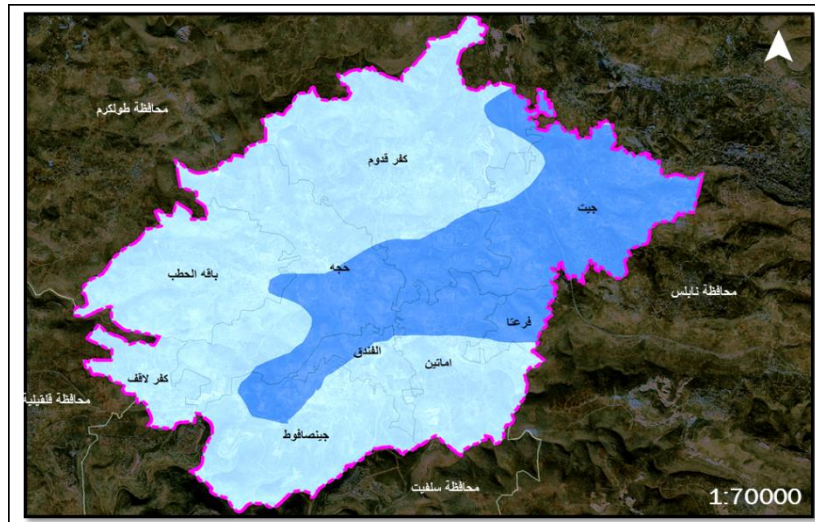 محافظة طولكرم
كفر قدوم
جيت
حجه
باقه الحطب
محافظة نابلس
فرعتا
الفندق
اماتين
كفر لاقف
محافظة قلقيلية
جينصافوط
محافظة سلفيت
1:70000